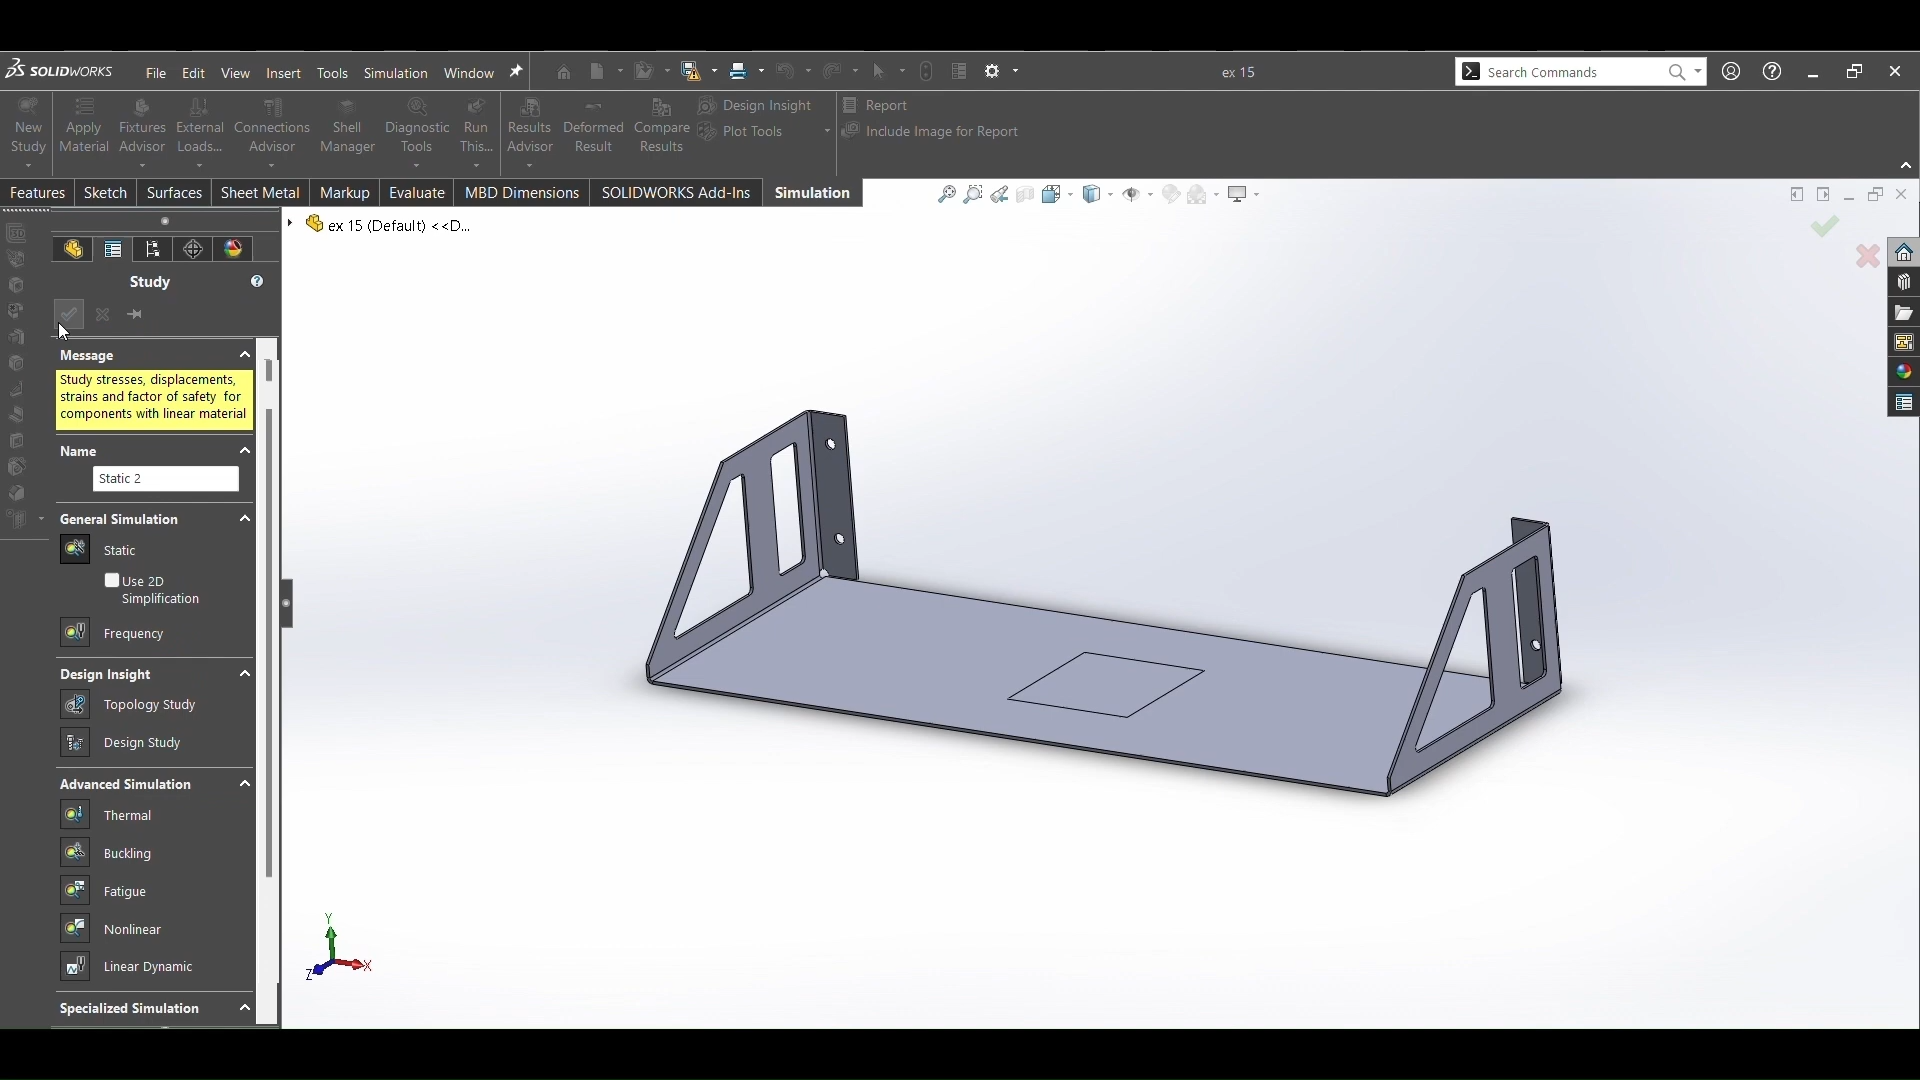 SOLIDWORKS File Edit View Insert Tools Simulation Window ex 15 Search Commands
New Study
Apply Material
Fixtures Advisor
External Loads...
Connections Advisor
Shell Manager
Diagnostic Tools
Run This...
Results Advisor
Deformed Result
Compare Results
Design Insight
Plot Tools
Report
Include Image for Report
Features Sketch Surfaces Sheet Metal Markup Evaluate MBD Dimensions SOLIDWORKS Add-Ins Simulation
ex 15 (Default) <<D...
Study
Message
Study stresses, displacements,
strains and factor of safety for
components with linear material
Name
Static 2
General Simulation
Static
Use 2D
Simplification
Frequency
Design Insight
Topology Study
Design Study
Advanced Simulation
Thermal
Buckling
Fatigue
Nonlinear
Linear Dynamic
Specialized Simulation
Y
X
Z